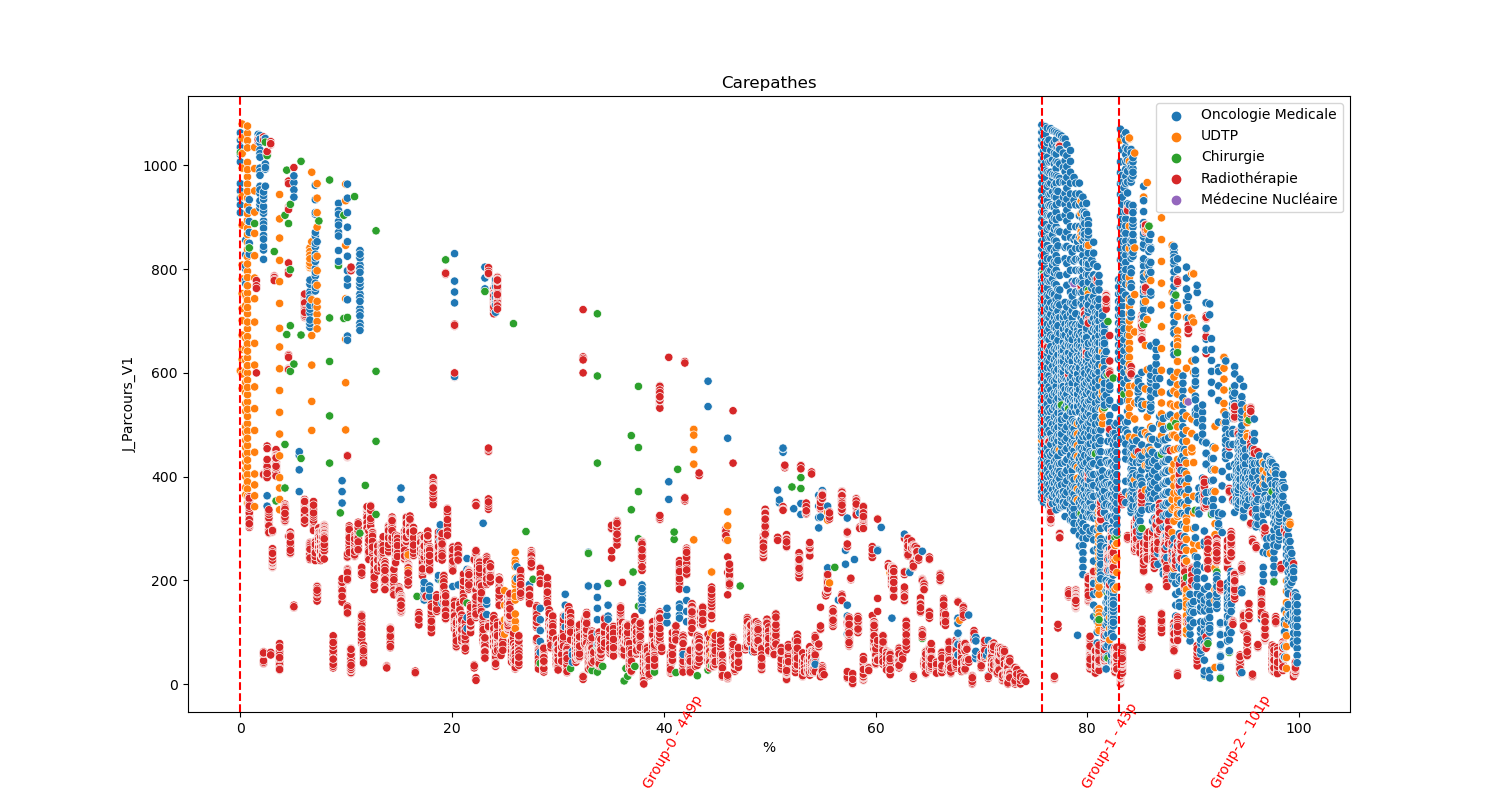 Carepathes
Oncologie Medicale
UDTP
Chirurgie
Radiothérapie
Médecine Nucléaire
J_Parcours_V1
1000
800
600
400
200
0
0 20 40 60 80 100
%
Group-0 - 449p
Group-1 - 43p
Group-2 - 101p